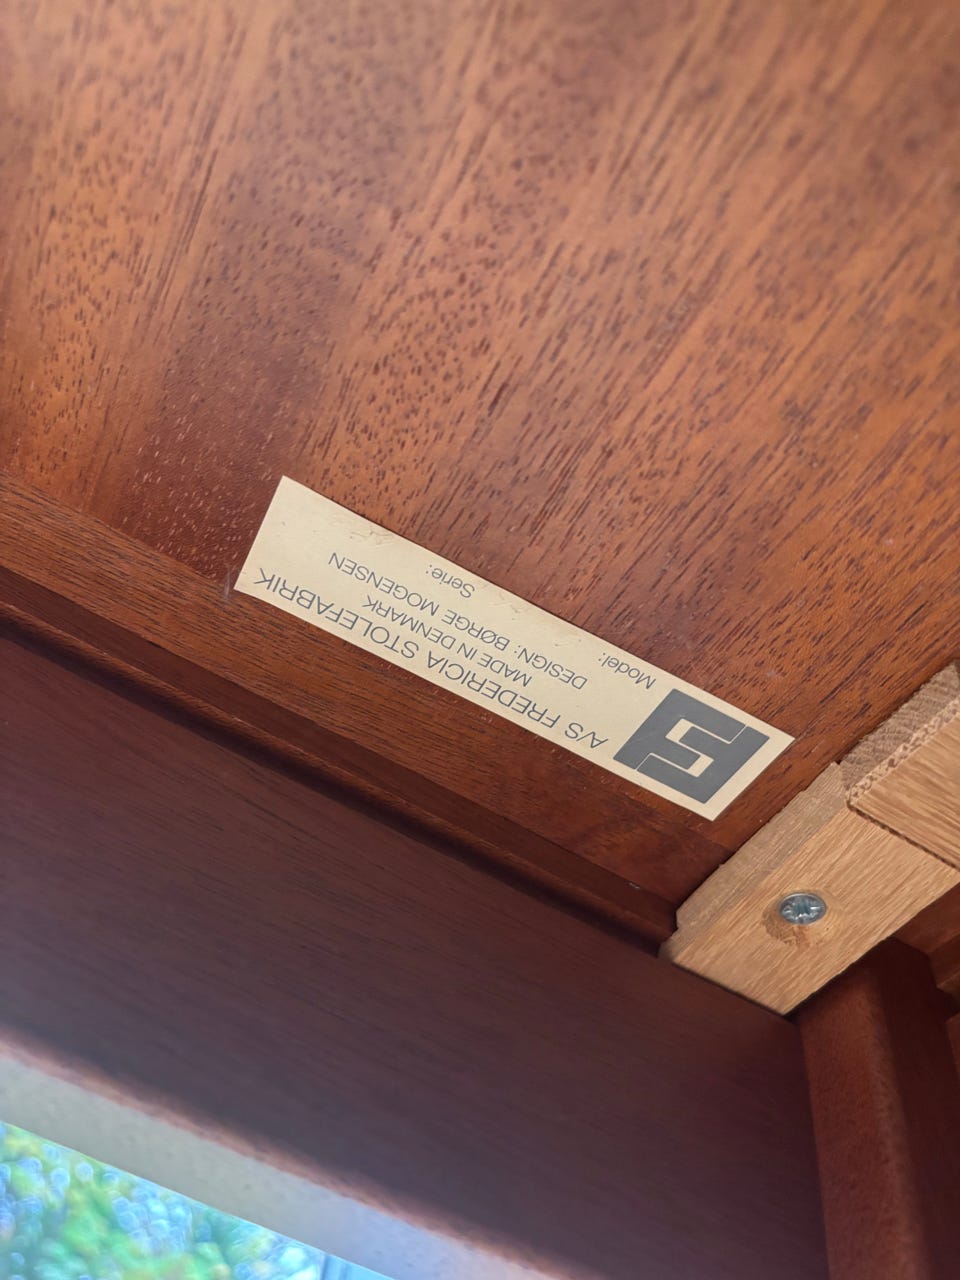 A/S FREDERICIA STOLEFABRIK
MADE IN DENMARK
DESIGN: BØRGE MOGENSEN
Model: Serie: